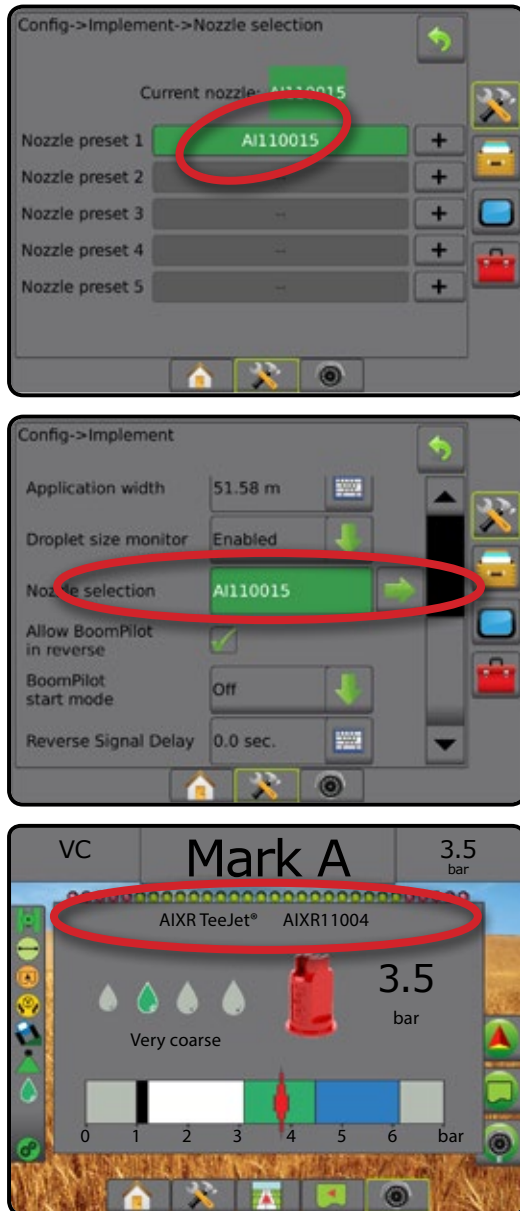 Config->Implement->Nozzle selection
Current nozzle: AI110015
Nozzle preset 1 AI110015 +
Nozzle preset 2 -- +
Nozzle preset 3 -- +
Nozzle preset 4 -- +
Nozzle preset 5 -- +
Config->Implement
Application width 51.58 m
Droplet size monitor Enabled
Nozzle selection AI110015
Allow BoomPilot
in reverse
BoomPilot
start mode Off
Reverse Signal Delay 0.0 sec.
VC Mark A 3.5
bar
AIXR TeeJet® AIXR11004
3.5
bar
Very coarse
0 1 2 3 4 5 6 bar